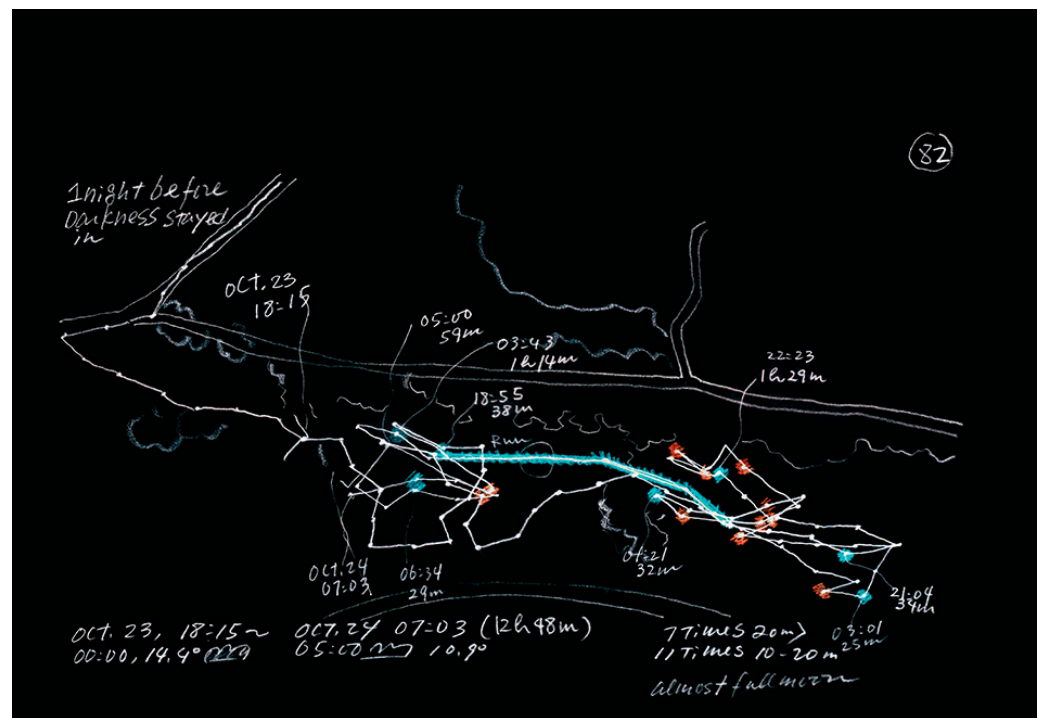 82
1night before
Darkness stayed
in
Oct. 23
18:15
05:00
59m
03:43
1h14m
22:23
1h29m
18:55
38m
Run
01:21
32m
Oct.24
07:03
06:34
29m
21:04
34m
03:01
25m
Oct. 23, 18:15~ Oct.24 07:03 (12h48m)
00:00, 14.4° 05:00 10.9°
7 Times 20m>
11 Times 10-20m
almost full moon